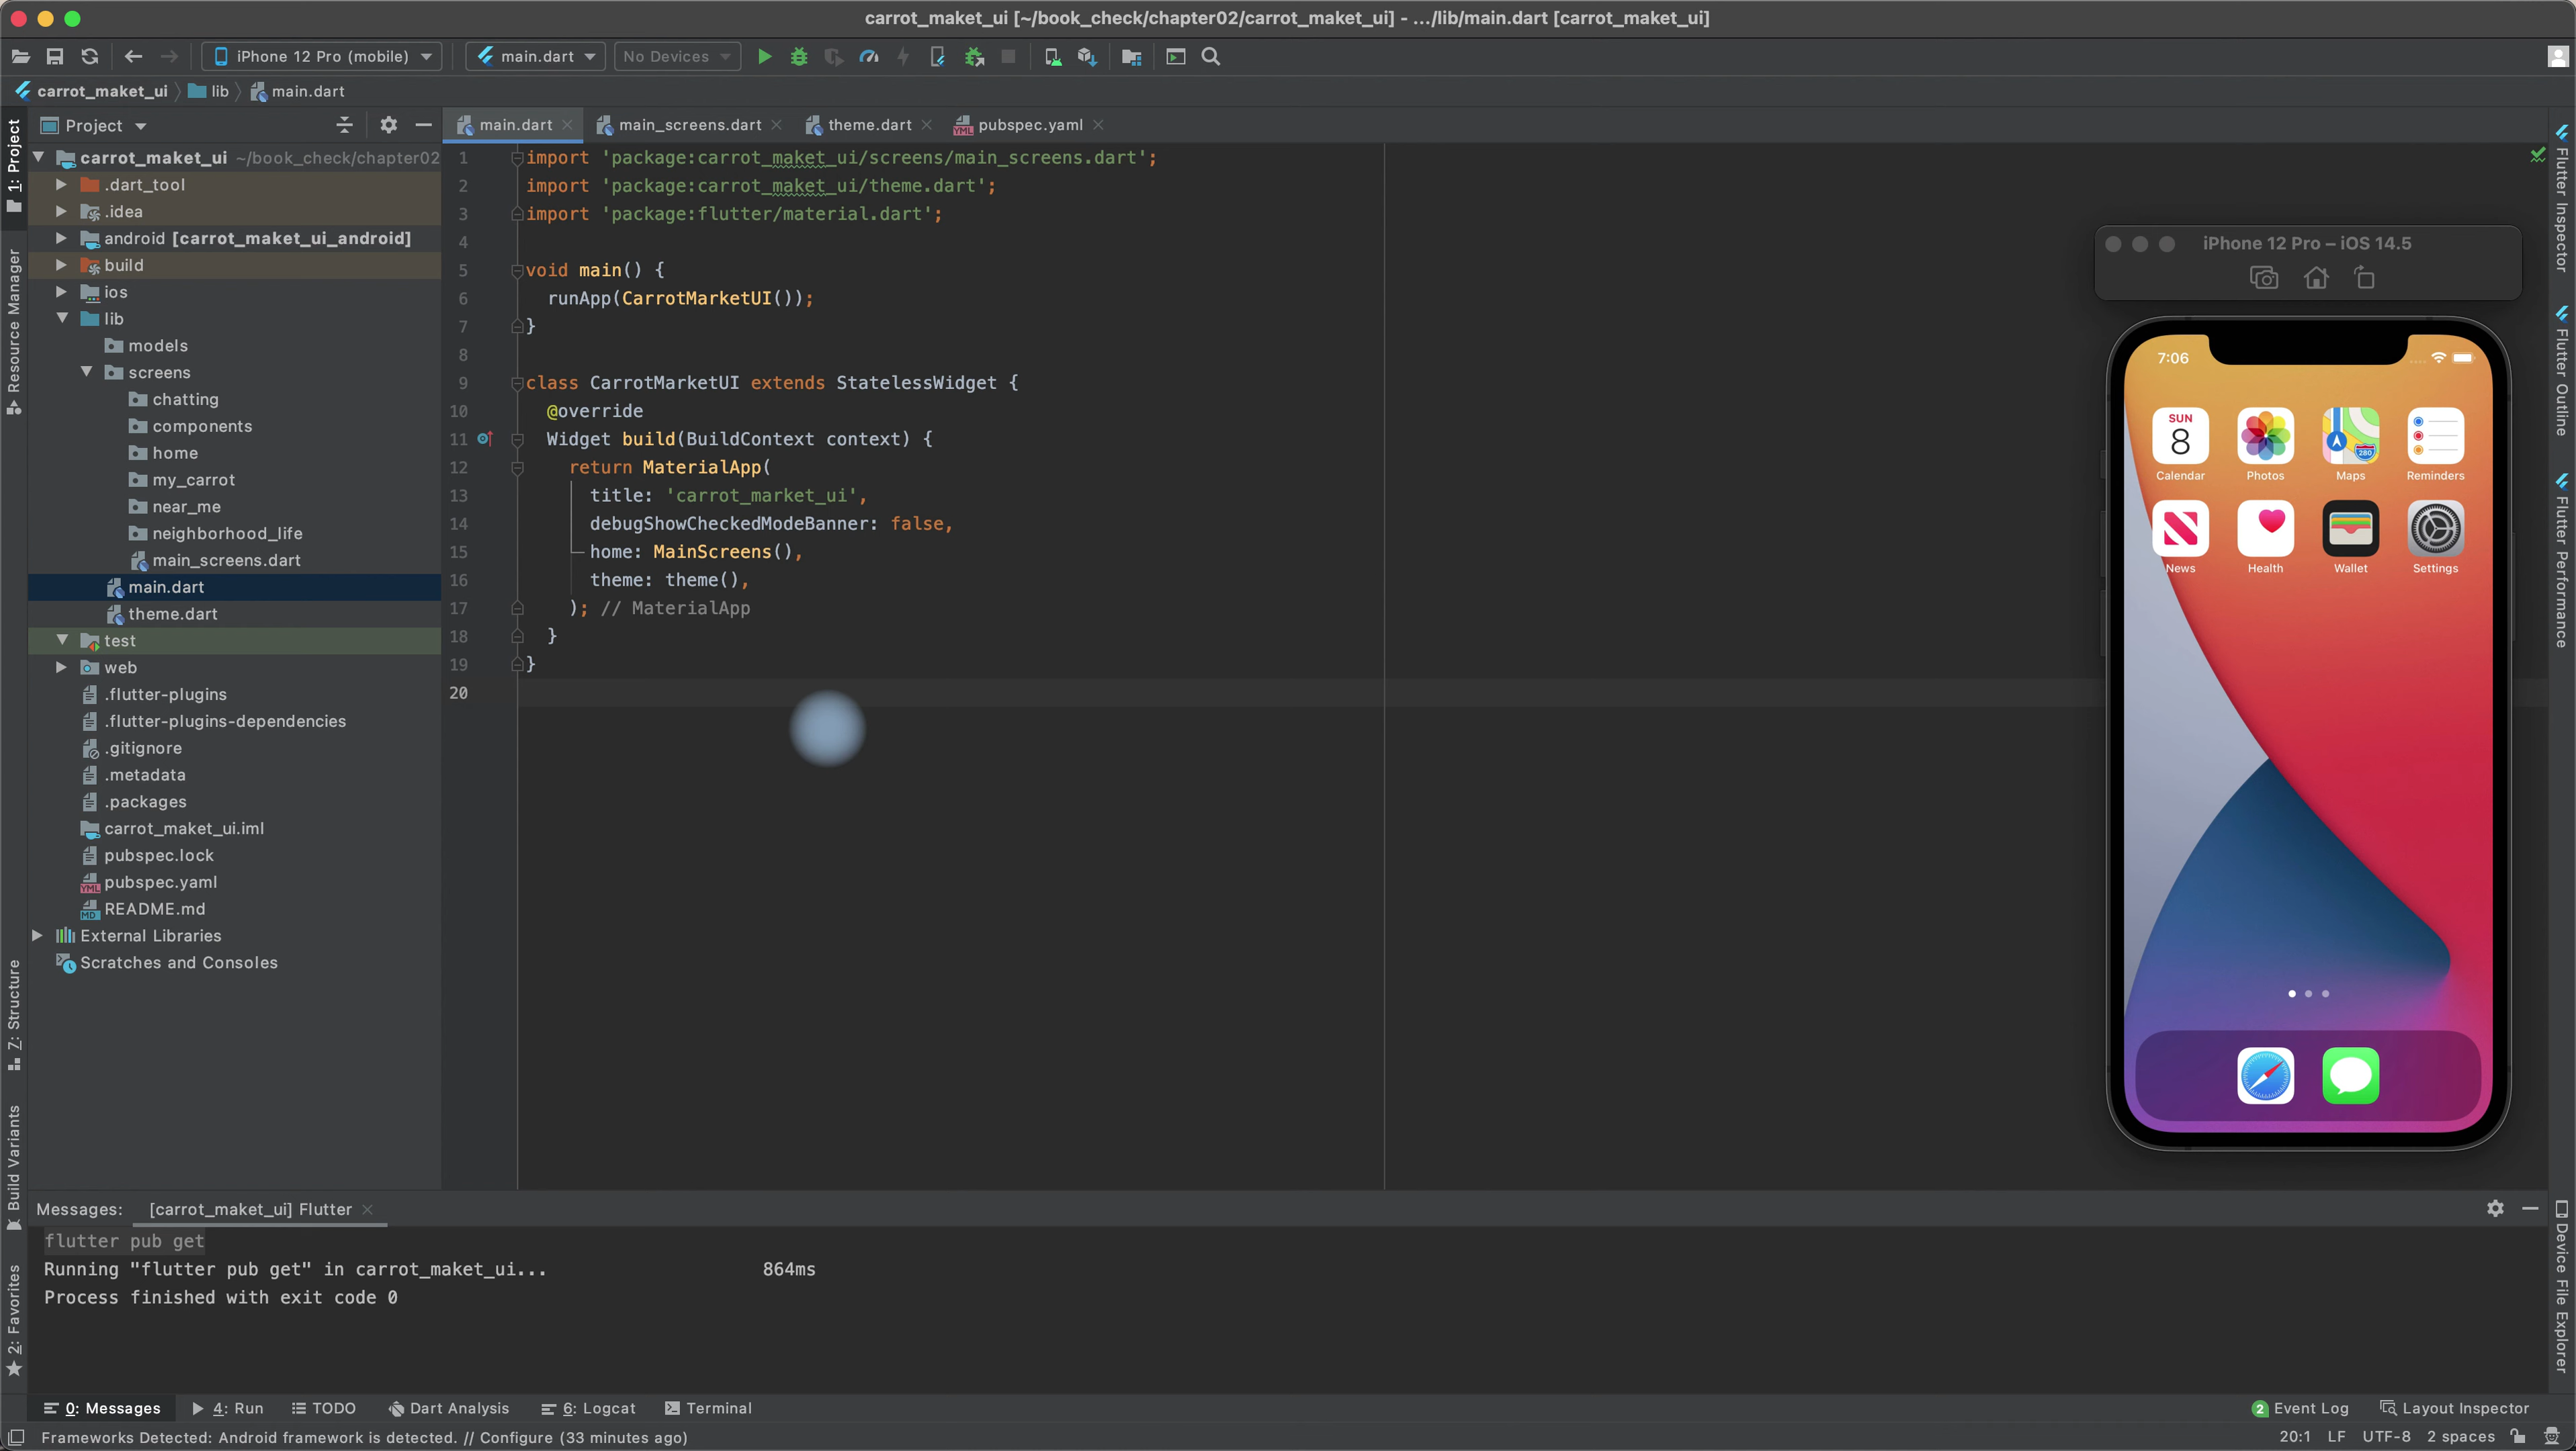 carrot_maket_ui [~/book_check/chapter02/carrot_maket_ui] - .../lib/main.dart [carrot_maket_ui]
iPhone 12 Pro (mobile)
main.dart
No Devices
carrot_maket_ui
lib
main.dart
Project
main.dart
main_screens.dart
theme.dart
pubspec.yaml
1: Project
Resource Manager
7: Structure
Build Variants
2: Favorites
carrot_maket_ui ~/book_check/chapter02
.dart_tool
.idea
android [carrot_maket_ui_android]
build
ios
lib
models
screens
chatting
components
home
my_carrot
near_me
neighborhood_life
main_screens.dart
main.dart
theme.dart
test
web
.flutter-plugins
.flutter-plugins-dependencies
.gitignore
.metadata
.packages
carrot_maket_ui.iml
pubspec.lock
pubspec.yaml
README.md
External Libraries
Scratches and Consoles
1 import 'package:carrot_maket_ui/screens/main_screens.dart';
2 import 'package:carrot_maket_ui/theme.dart';
3 import 'package:flutter/material.dart';
4
5 void main() {
6 runApp(CarrotMarketUI());
7 }
8
9 class CarrotMarketUI extends StatelessWidget {
10 @override
11 Widget build(BuildContext context) {
12 return MaterialApp(
13 title: 'carrot_market_ui',
14 debugShowCheckedModeBanner: false,
15 home: MainScreens(),
16 theme: theme(),
17 ); // MaterialApp
18 }
19 }
20
iPhone 12 Pro – iOS 14.5
7:06
SUN
8
280
Calendar
Photos
Maps
Reminders
News
Health
Wallet
Settings
Flutter Inspector
Flutter Outline
Flutter Performance
Device File Explorer
Messages:
[carrot_maket_ui] Flutter
flutter pub get
Running "flutter pub get" in carrot_maket_ui... 864ms
Process finished with exit code 0
0: Messages
4: Run
TODO
Dart Analysis
6: Logcat
Terminal
2 Event Log
Layout Inspector
Frameworks Detected: Android framework is detected. // Configure (33 minutes ago)
20:1 LF UTF-8 2 spaces